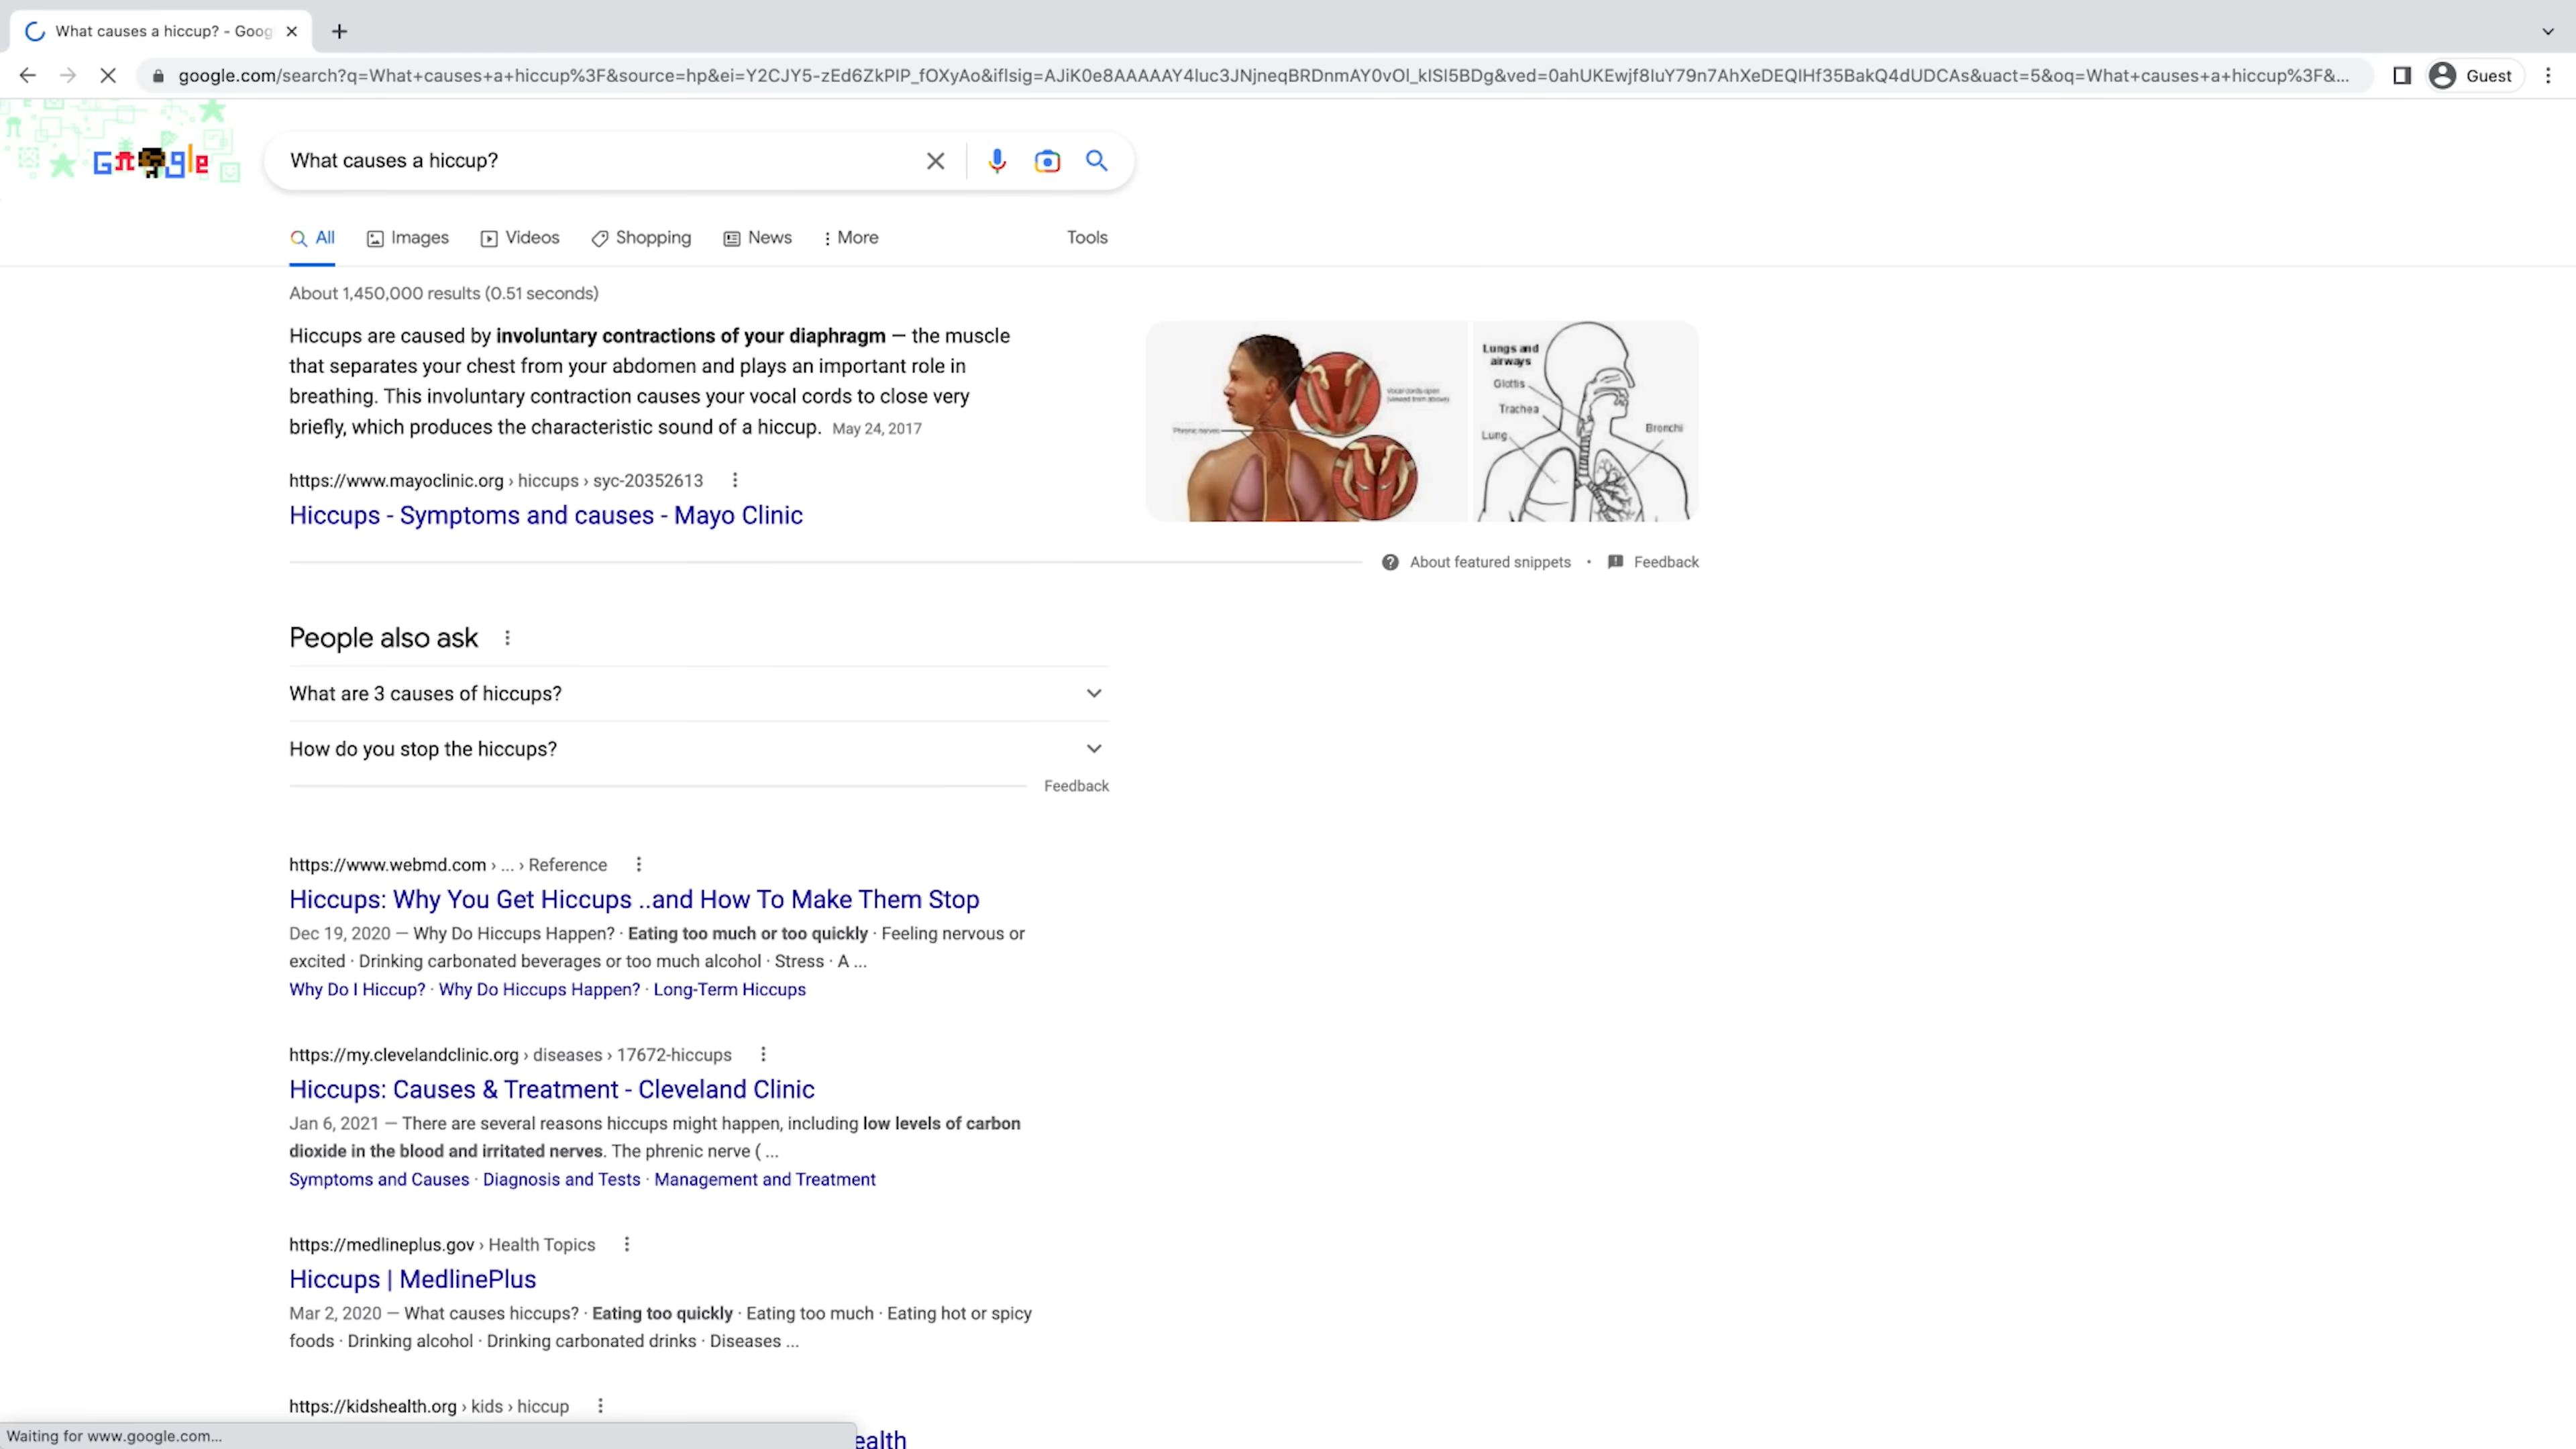 What causes a hiccup? - Goog
google.com/search?q=What+causes+a+hiccup%3F&source=hp&ei=Y2CJY5-zEd6ZkPIP_fOXyAo&iflsig=AJiK0e8AAAAAY4luc3JNjneqBRDnmAY0vOl_kISI5BDg&ved=0ahUKEwjf8IuY79n7AhXeDEQIHf35BakQ4dUDCAs&uact=5&oq=What+causes+a+hiccup%3F&...
Guest
Google
What causes a hiccup?
All Images Videos Shopping News More Tools
About 1,450,000 results (0.51 seconds)
Hiccups are caused by involuntary contractions of your diaphragm — the muscle
that separates your chest from your abdomen and plays an important role in
breathing. This involuntary contraction causes your vocal cords to close very
briefly, which produces the characteristic sound of a hiccup. May 24, 2017
Vocal cords open
(viewed from above)
Phrenic nerves
Lungs and
airways
Glottis
Trachea
Lung
Bronchi
https://www.mayoclinic.org › hiccups › syc-20352613
Hiccups - Symptoms and causes - Mayo Clinic
About featured snippets • Feedback
People also ask
What are 3 causes of hiccups?
How do you stop the hiccups?
Feedback
https://www.webmd.com › ... › Reference
Hiccups: Why You Get Hiccups ..and How To Make Them Stop
Dec 19, 2020 — Why Do Hiccups Happen? · Eating too much or too quickly · Feeling nervous or
excited · Drinking carbonated beverages or too much alcohol · Stress · A ...
Why Do I Hiccup? · Why Do Hiccups Happen? · Long-Term Hiccups
https://my.clevelandclinic.org › diseases › 17672-hiccups
Hiccups: Causes & Treatment - Cleveland Clinic
Jan 6, 2021 — There are several reasons hiccups might happen, including low levels of carbon
dioxide in the blood and irritated nerves. The phrenic nerve ( ...
Symptoms and Causes · Diagnosis and Tests · Management and Treatment
https://medlineplus.gov › Health Topics
Hiccups | MedlinePlus
Mar 2, 2020 — What causes hiccups? · Eating too quickly · Eating too much · Eating hot or spicy
foods · Drinking alcohol · Drinking carbonated drinks · Diseases ...
https://kidshealth.org › kids › hiccup
Waiting for www.google.com...
ealth